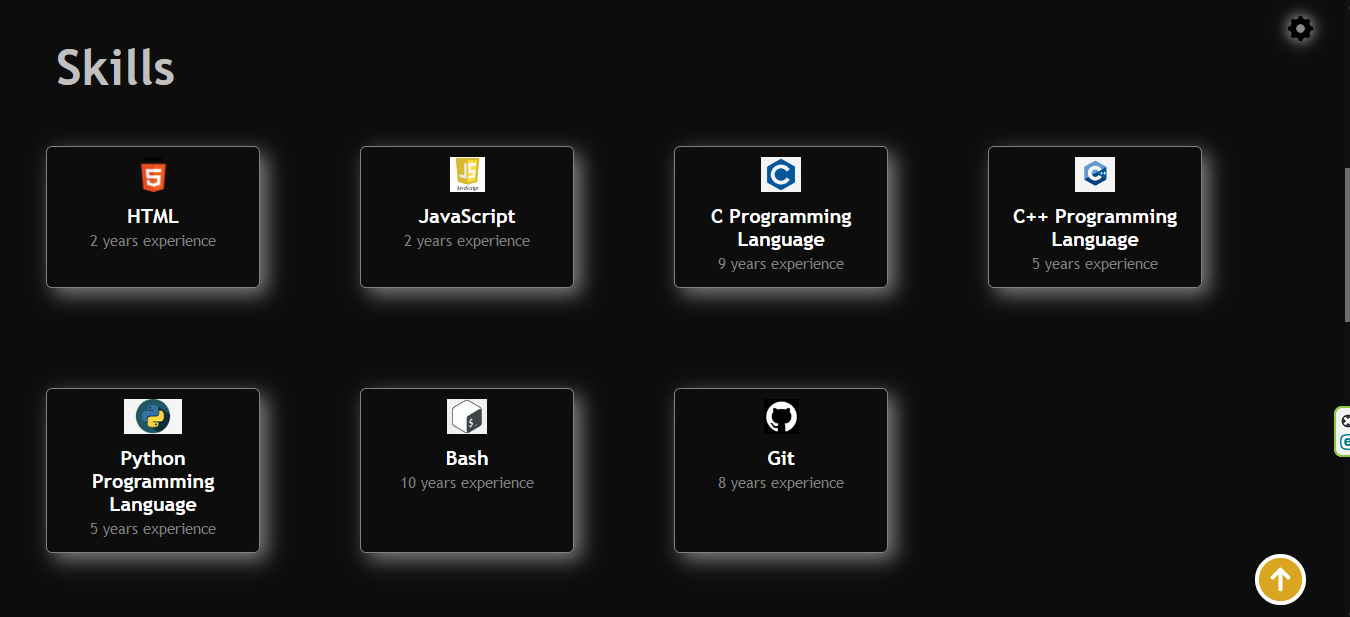 Skills
HTML
2 years experience
JavaScript
2 years experience
C Programming
Language
9 years experience
C++ Programming
Language
5 years experience
Python
Programming
Language
5 years experience
Bash
10 years experience
Git
8 years experience